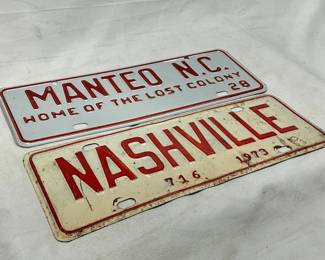 MANTEO N.C.
HOME OF THE LOST COLONY
28
NASHVILLE
716 1973